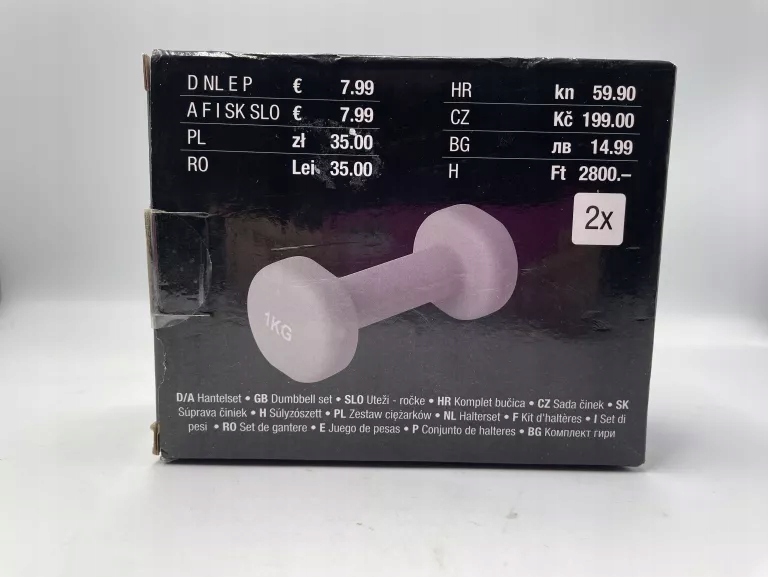 D NL E P € 7.99
A F I SK SLO € 7.99
PL zł 35.00
RO Lei 35.00
HR kn 59.90
CZ Kč 199.00
BG лв 14.99
H Ft 2800.–
2x
1KG
D/A Hantelset • GB Dumbbell set • SLO Uteži - ročke • HR Komplet bučica • CZ Sada činek • SK
Súprava činiek • H Súlyzószett • PL Zestaw ciężarków • NL Halterset • F Kit d'haltères • I Set di
pesi • RO Set de gantere • E Juego de pesas • P Conjunto de halteres • BG Комплект гири